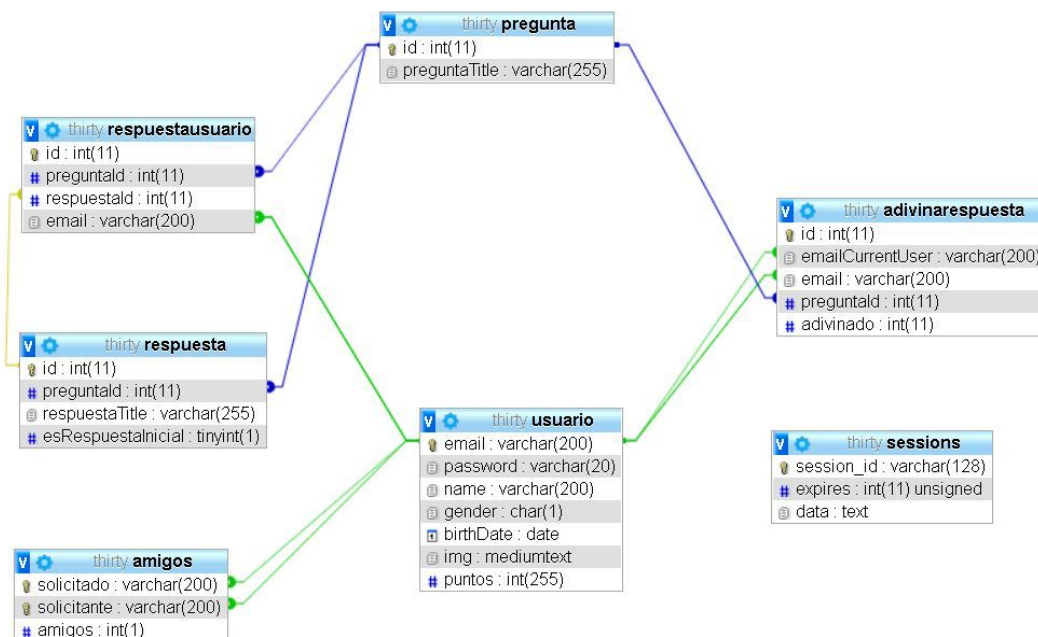 thirty pregunta
id : int(11)
preguntaTitle : varchar(255)
thirty respuestausuario
id : int(11)
preguntaId : int(11)
respuestaId : int(11)
email : varchar(200)
thirty adivinarespuesta
id : int(11)
emailCurrentUser : varchar(200)
email : varchar(200)
preguntaId : int(11)
adivinado : int(11)
thirty respuesta
id : int(11)
preguntaId : int(11)
respuestaTitle : varchar(255)
esRespuestaInicial : tinyint(1)
thirty usuario
email : varchar(200)
password : varchar(20)
name : varchar(200)
gender : char(1)
birthDate : date
img : mediumtext
puntos : int(255)
thirty sessions
session_id : varchar(128)
expires : int(11) unsigned
data : text
thirty amigos
solicitado : varchar(200)
solicitante : varchar(200)
amigos : int(1)